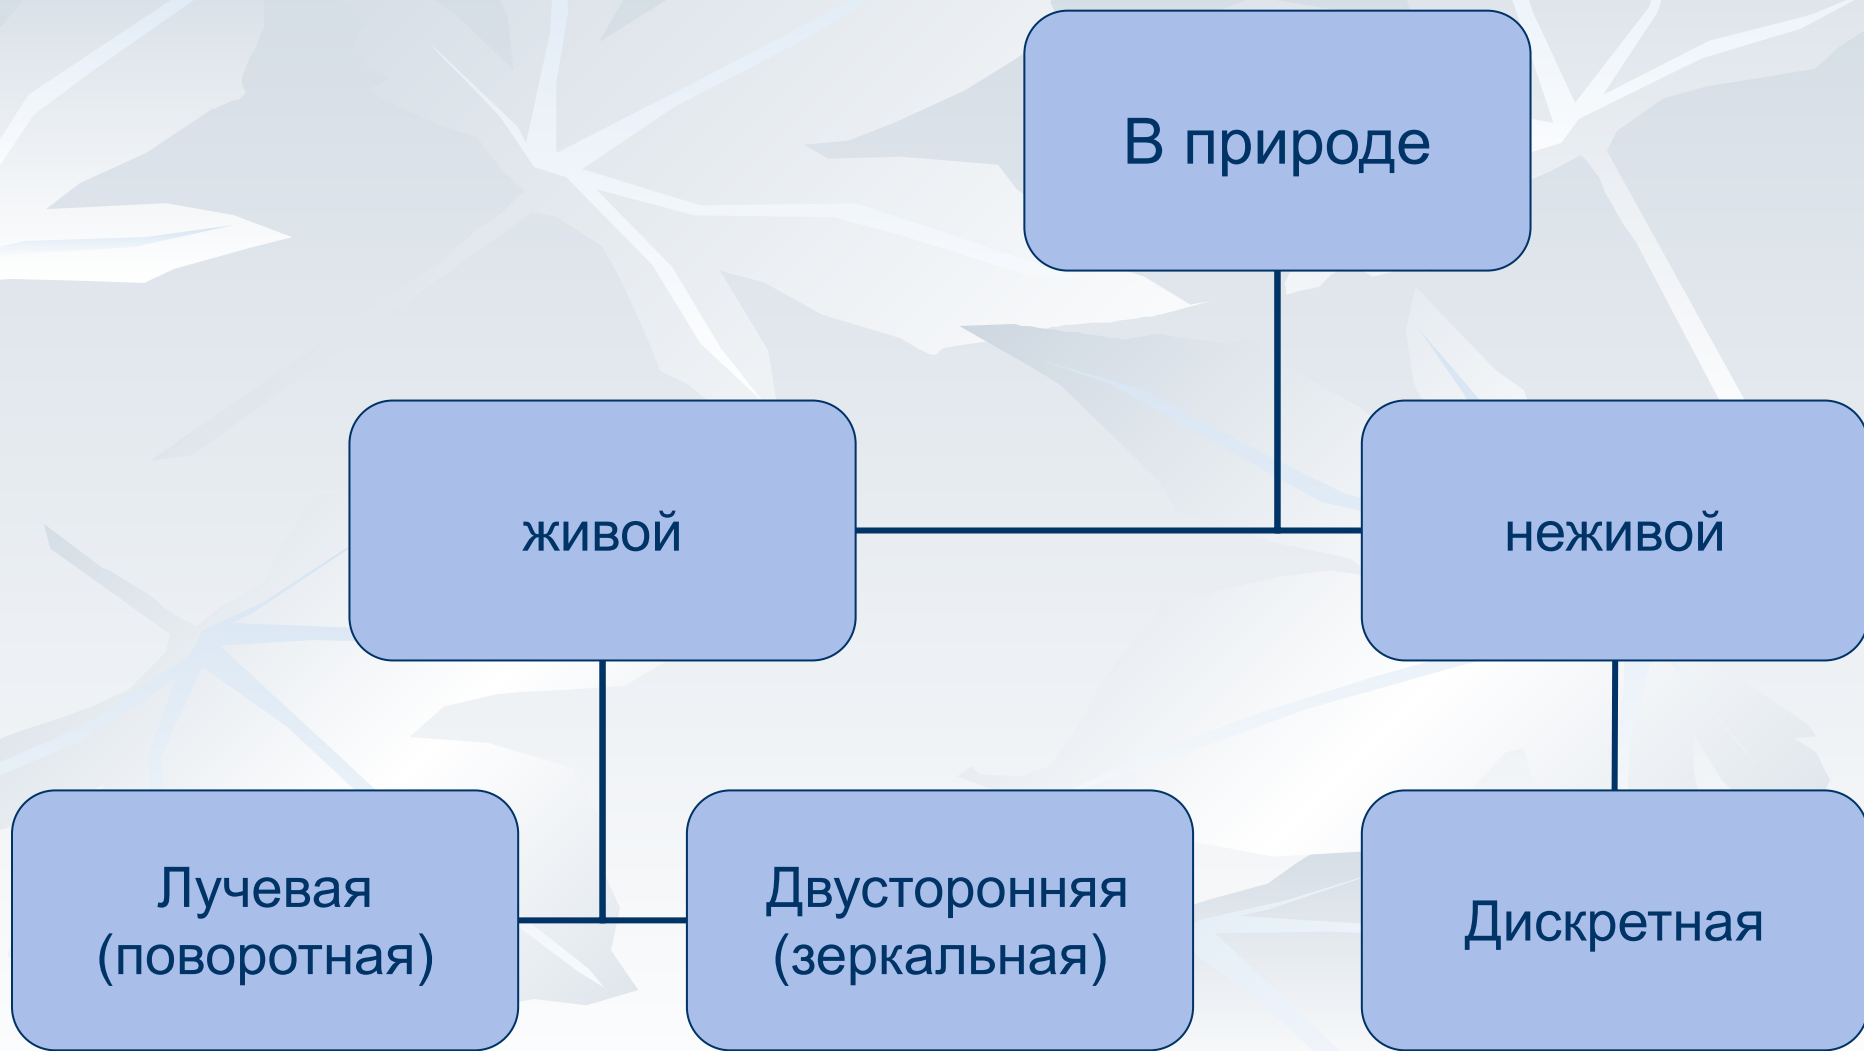 В природе
живой
неживой
Лучевая
(поворотная)
Двусторонняя
(зеркальная)
Дискретная